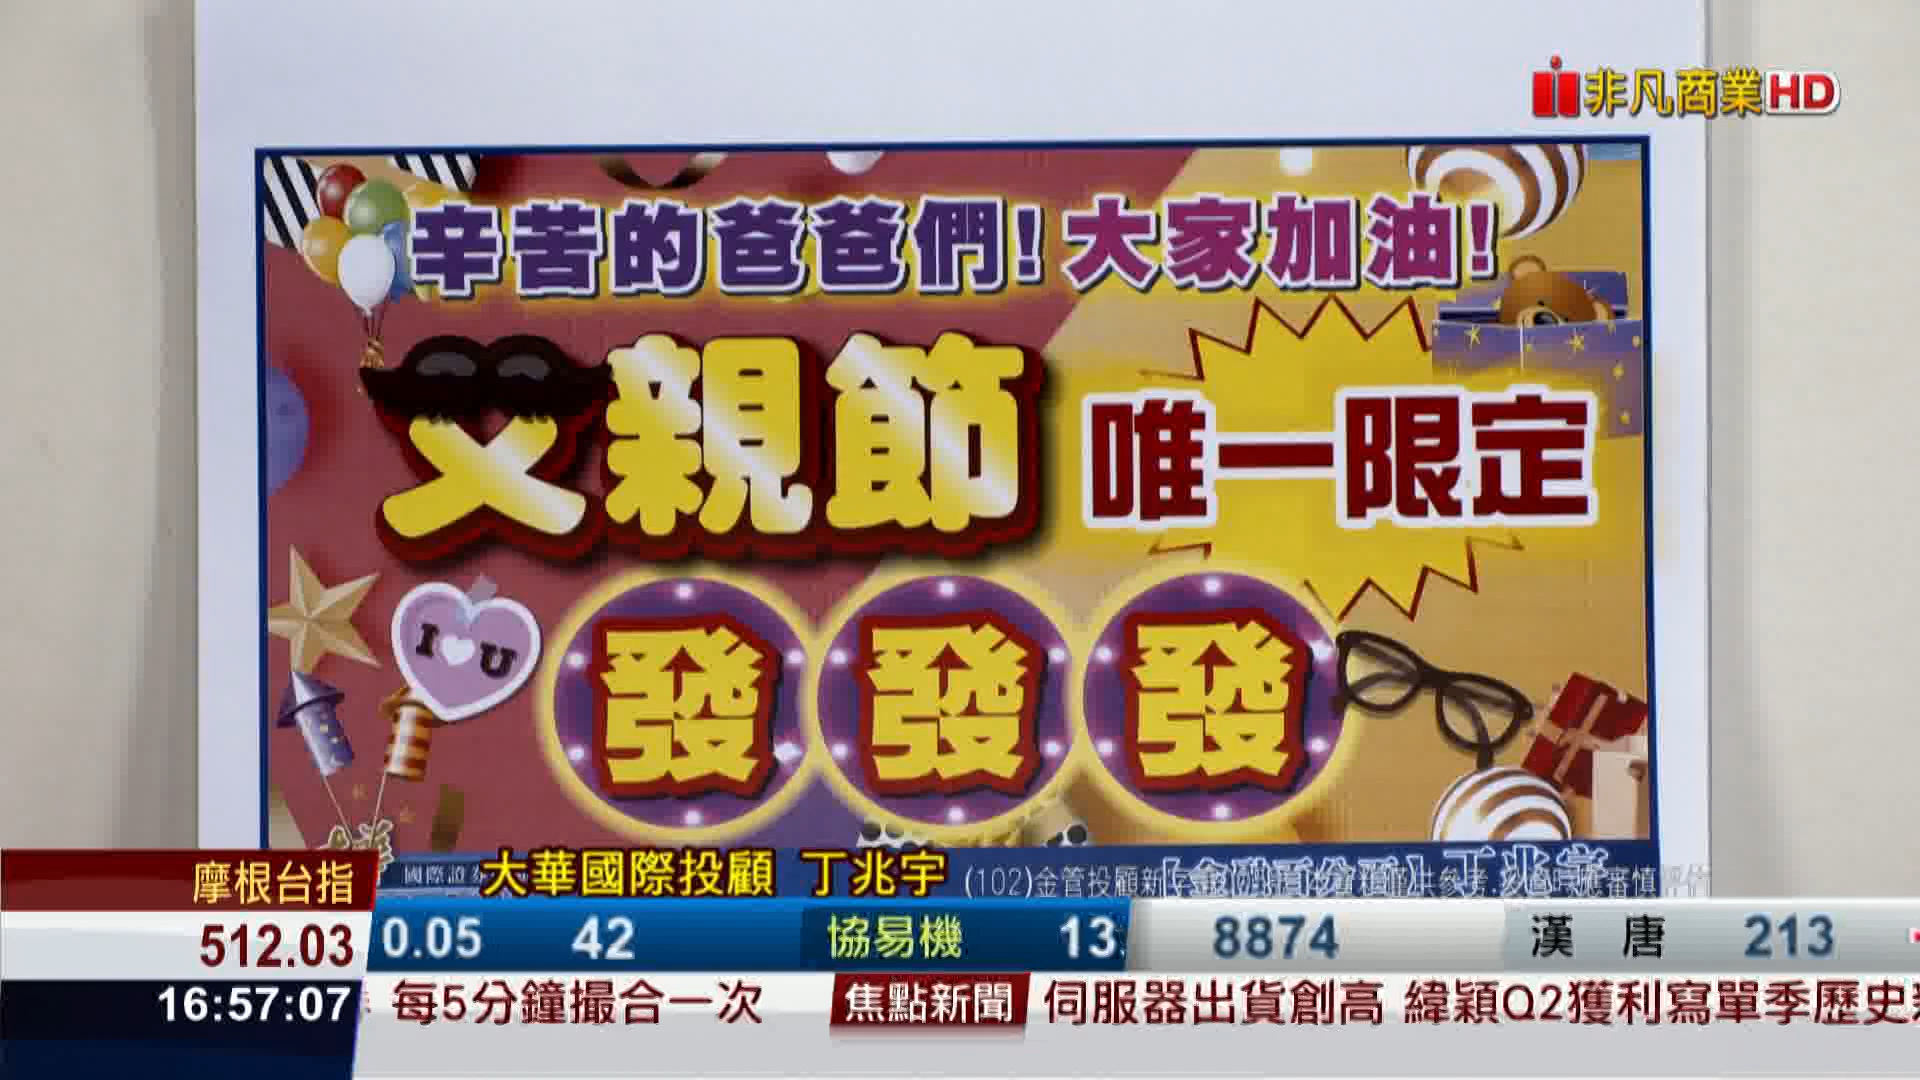 非凡商業HD
辛苦的爸爸們!大家加油!
父親節 唯一限定
I U
發發發
摩根台指
大華國際投顧 丁兆宇
512.03
0.05 42 協易機 13
8874 漢 唐 213
16:57:07
每5分鐘撮合一次
焦點新聞 伺服器出貨創高 緯穎Q2獲利寫單季歷史